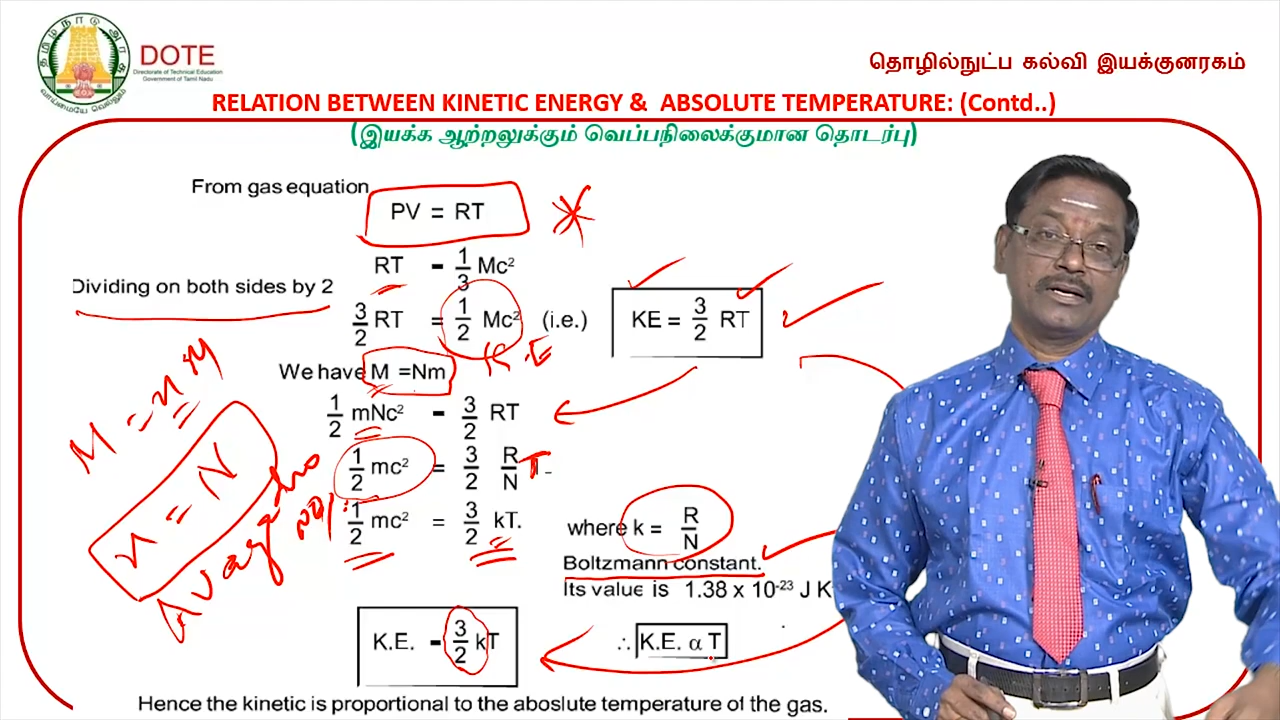 தமிழ்நாடு அரசு
வாய்மையே வெல்லும்
DOTE
Directorate of Technical Education
Government of Tamil Nadu
தொழில்நுட்ப கல்வி இயக்குனரகம்
RELATION BETWEEN KINETIC ENERGY & ABSOLUTE TEMPERATURE: (Contd..)
(இயக்க ஆற்றலுக்கும் வெப்பநிலைக்குமான தொடர்பு)
From gas equation
PV = RT
RT = 1/3 Mc²
Dividing on both sides by 2
3/2 RT = 1/2 Mc² (i.e.) KE = 3/2 RT
K.E
We have M =Nm
M = n M
1/2 mNc² = 3/2 RT
1/2 mc² = 3/2 R/N T
n = N
Avagadro no/:
1/2 mc² = 3/2 kT. where k = R/N
Boltzmann constant.
Its value is 1.38 x 10⁻²³ J K
K.E. = 3/2 kT ∴ K.E. α T
Hence the kinetic is proportional to the aboslute temperature of the gas.